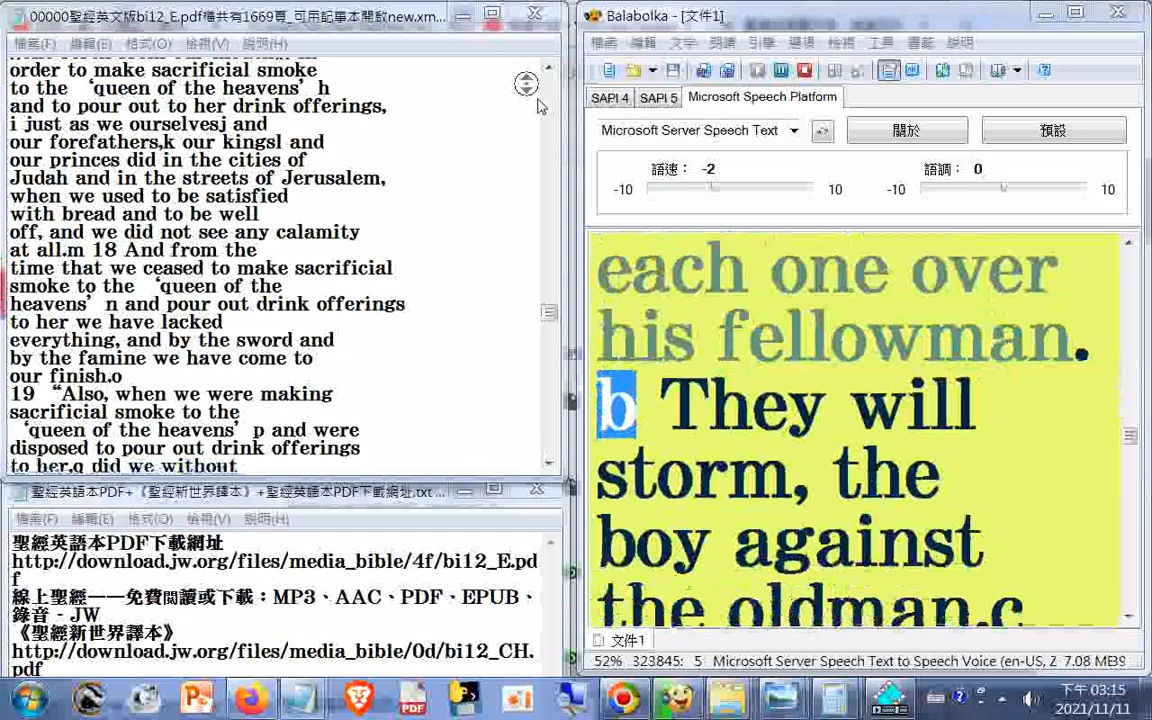 00000聖經英文版bi12_E.pdf檔共有1669頁_可用記事本開啟new.xm...
檔案(F) 編輯(E) 格式(O) 檢視(V) 說明(H)
order to make sacrificial smoke
to the ‘queen of the heavens’h
and to pour out to her drink offerings,
i just as we ourselvesj and
our forefathers,k our kingsl and
our princes did in the cities of
Judah and in the streets of Jerusalem,
when we used to be satisfied
with bread and to be well
off, and we did not see any calamity
at all.m 18 And from the
time that we ceased to make sacrificial
smoke to the ‘queen of the
heavens’n and pour out drink offerings
to her we have lacked
everything, and by the sword and
by the famine we have come to
our finish.o
19 “Also, when we were making
sacrificial smoke to the
‘queen of the heavens’p and were
disposed to pour out drink offerings
to her,q did we without
聖經英語本PDF+《聖經新世界譯本》+聖經英語本PDF下載網址.txt ...
檔案(F) 編輯(E) 格式(O) 檢視(V) 說明(H)
聖經英語本PDF下載網址
http://download.jw.org/files/media_bible/4f/bi12_E.pd
f
線上聖經——免費閱讀或下載：MP3、AAC、PDF、EPUB、
錄音 - JW
《聖經新世界譯本》
http://download.jw.org/files/media_bible/0d/bi12_CH.
pdf
Balabolka - [文件1]
檔案 編輯 文字 朗讀 引擎 選項 檢視 工具 書籤 說明
SAPI 4 SAPI 5 Microsoft Speech Platform
Microsoft Server Speech Text 關於 預設
語速： -2 語調： 0
-10 10 -10 10
each one over
his fellowman.
b They will
storm, the
boy against
the oldman,c
文件1
52% 323845: 5 Microsoft Server Speech Text to Speech Voice (en-US, Z 7.08 MB
下午 03:15
2021/11/11